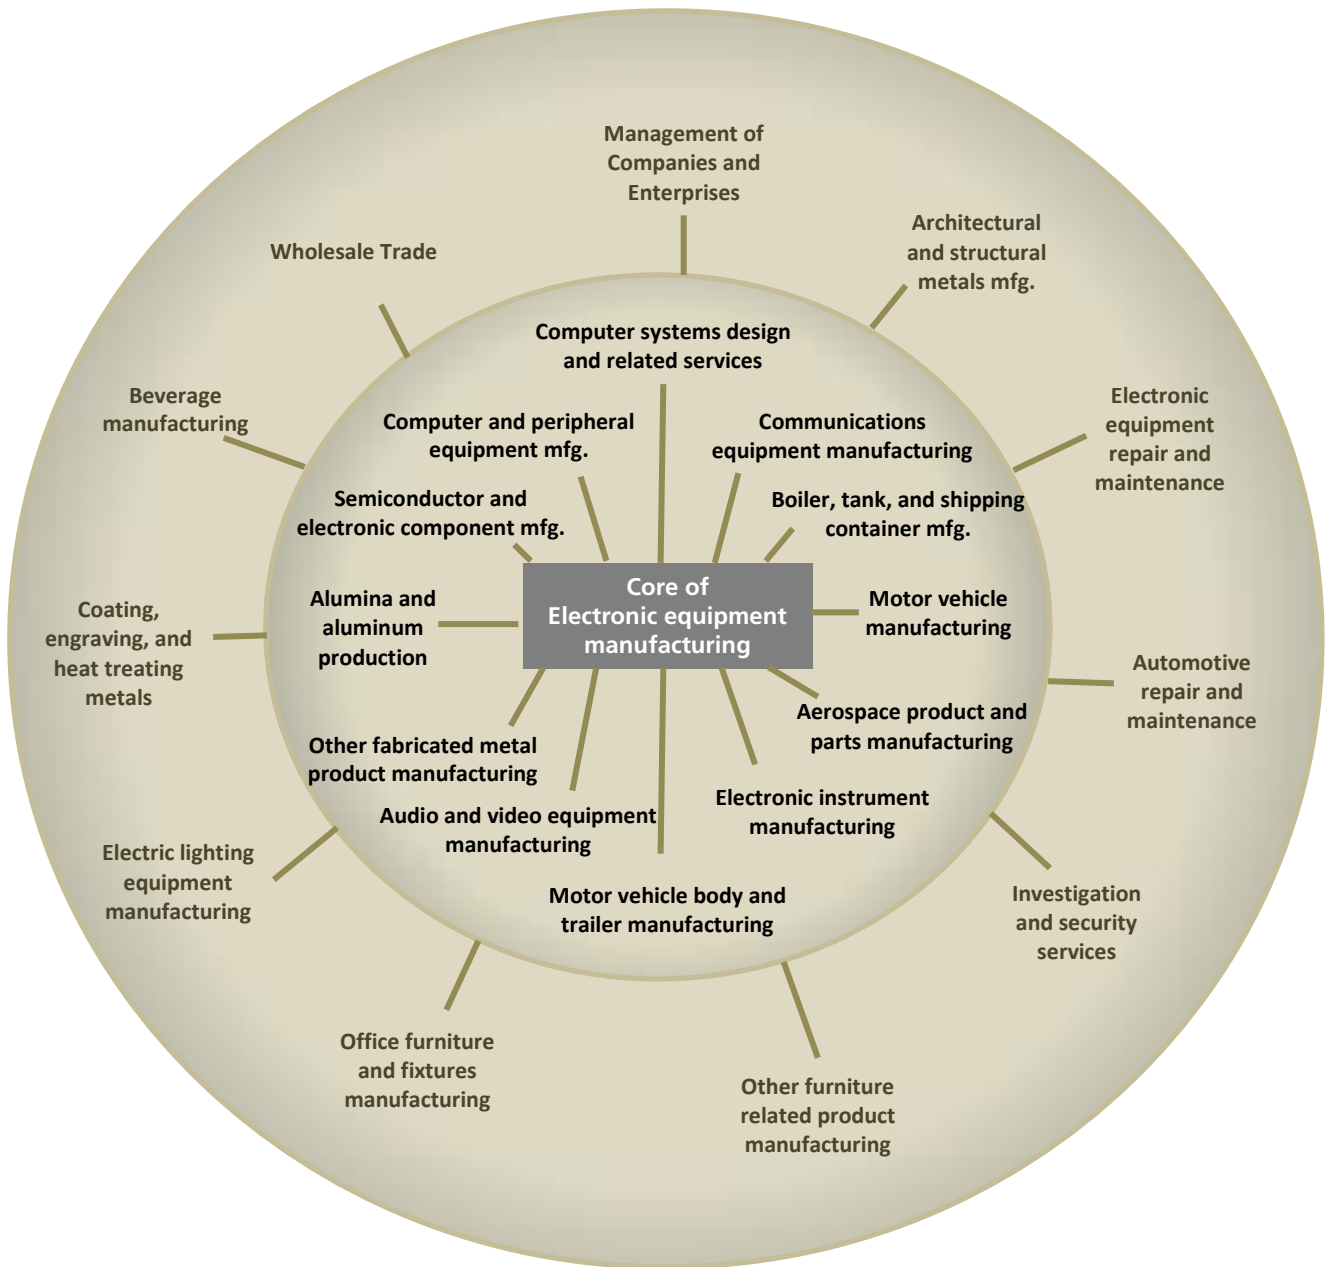 Management of
Companies and
Enterprises
Architectural
and structural
metals mfg.
Wholesale Trade
Computer systems design
and related services
Beverage
manufacturing
Computer and peripheral
equipment mfg.
Communications
equipment manufacturing
Electronic
equipment
repair and
maintenance
Semiconductor and
electronic component mfg.
Boiler, tank, and shipping
container mfg.
Core of
Electronic equipment
manufacturing
Alumina and
aluminum
production
Motor vehicle
manufacturing
Coating,
engraving, and
heat treating
metals
Automotive
repair and
maintenance
Aerospace product and
parts manufacturing
Other fabricated metal
product manufacturing
Electronic instrument
manufacturing
Audio and video equipment
manufacturing
Electric lighting
equipment
manufacturing
Motor vehicle body and
trailer manufacturing
Investigation
and security
services
Office furniture
and fixtures
manufacturing
Other furniture
related product
manufacturing